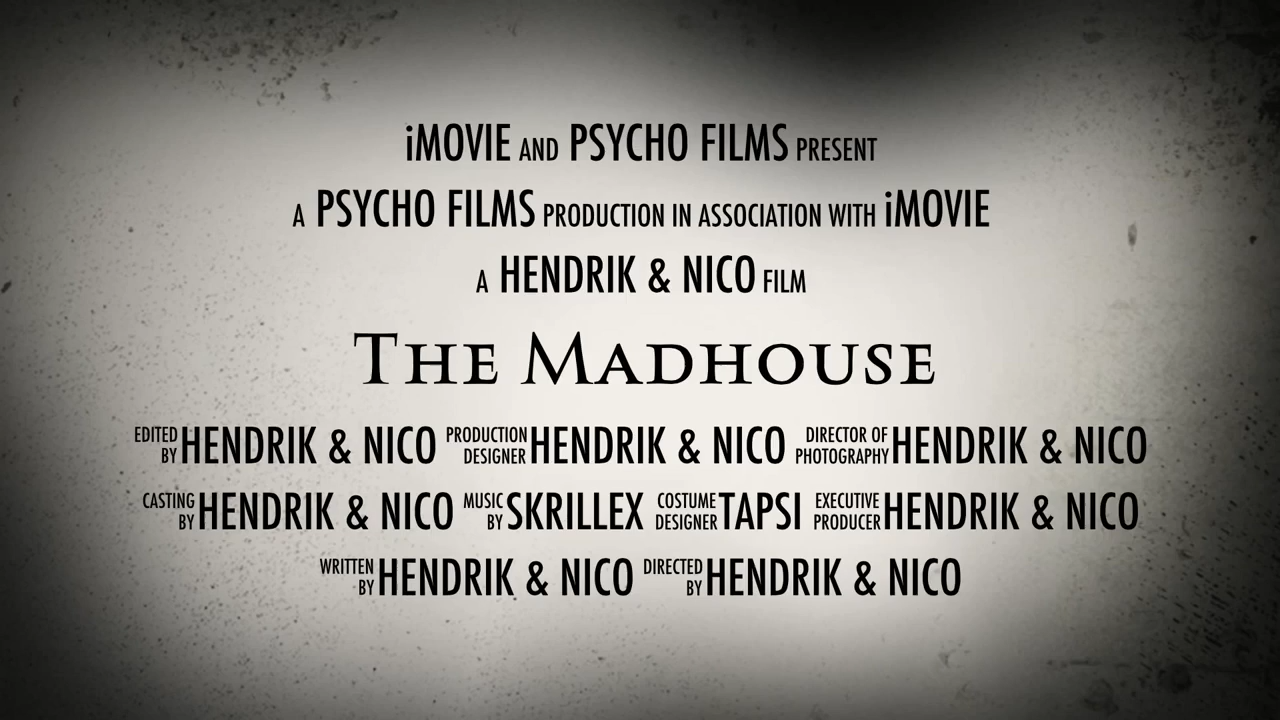 iMOVIE AND PSYCHO FILMS PRESENT
A PSYCHO FILMS PRODUCTION IN ASSOCIATION WITH iMOVIE
A HENDRIK & NICO FILM
THE MADHOUSE
EDITED BY HENDRIK & NICO PRODUCTION DESIGNER HENDRIK & NICO DIRECTOR OF PHOTOGRAPHY HENDRIK & NICO
CASTING BY HENDRIK & NICO MUSIC BY SKRILLEX COSTUME DESIGNER TAPSI EXECUTIVE PRODUCER HENDRIK & NICO
WRITTEN BY HENDRIK & NICO DIRECTED BY HENDRIK & NICO